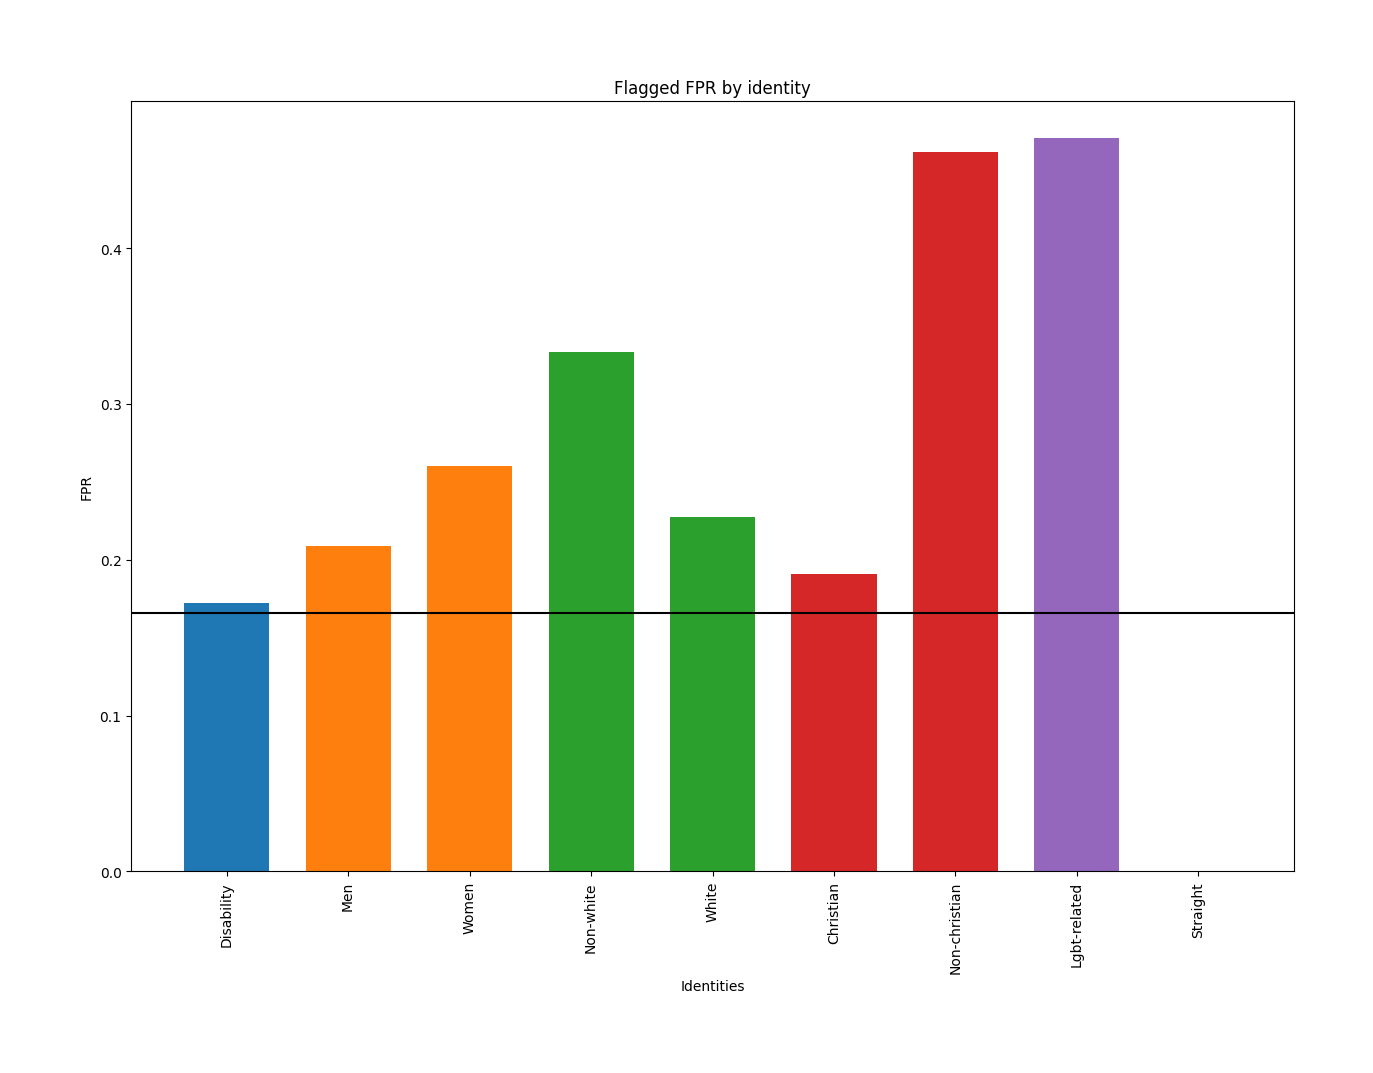 Flagged FPR by identity
FPR
0.4
0.3
0.2
0.1
0.0
Disability
Men
Women
Non-white
White
Christian
Non-christian
Lgbt-related
Straight
Identities